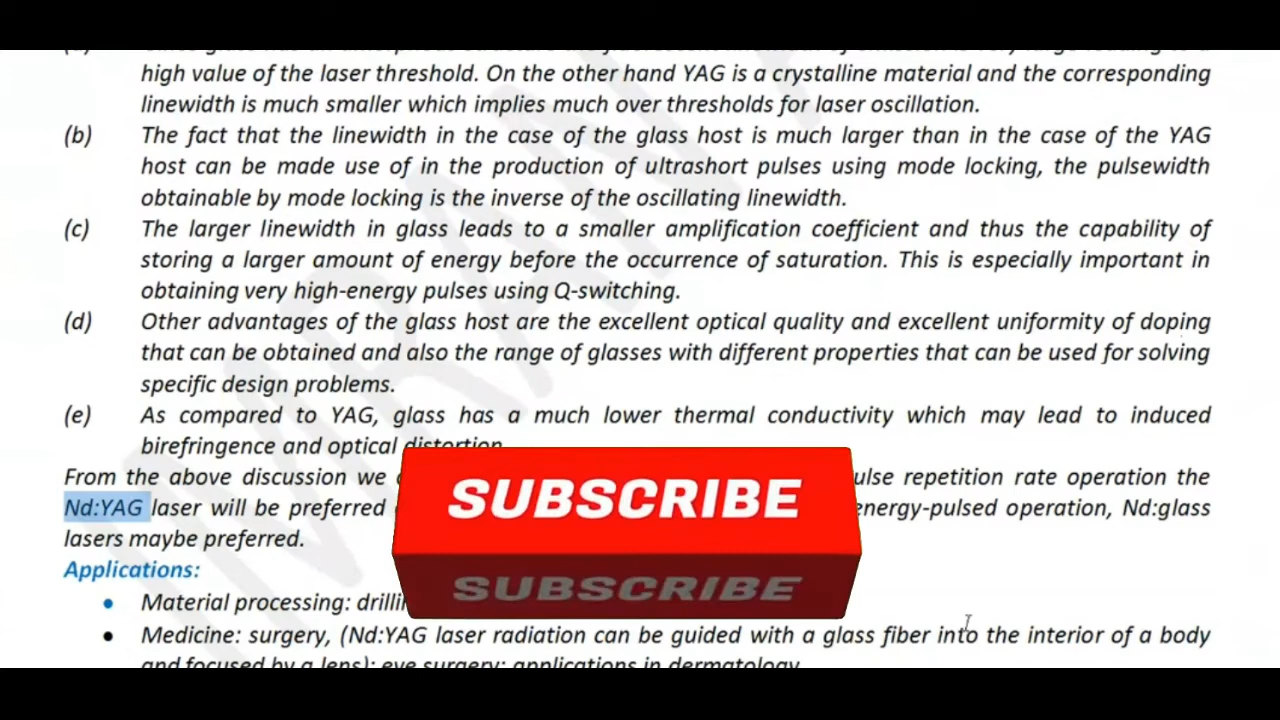 high value of the laser threshold. On the other hand YAG is a crystalline material and the corresponding
linewidth is much smaller which implies much over thresholds for laser oscillation.
(b) The fact that the linewidth in the case of the glass host is much larger than in the case of the YAG
host can be made use of in the production of ultrashort pulses using mode locking, the pulsewidth
obtainable by mode locking is the inverse of the oscillating linewidth.
(c) The larger linewidth in glass leads to a smaller amplification coefficient and thus the capability of
storing a larger amount of energy before the occurrence of saturation. This is especially important in
obtaining very high-energy pulses using Q-switching.
(d) Other advantages of the glass host are the excellent optical quality and excellent uniformity of doping
that can be obtained and also the range of glasses with different properties that can be used for solving
specific design problems.
(e) As compared to YAG, glass has a much lower thermal conductivity which may lead to induced
birefringence and optical distortion
From the above discussion we repetition rate operation the
Nd:YAG laser will be preferred energy-pulsed operation, Nd:glass
lasers maybe preferred.
SUBSCRIBE
SUBSCRIBE
Applications:
• Material processing:
• Medicine: surgery, (Nd:YAG laser radiation can be guided with a glass fiber into the interior of a body
and focused by a lens); eye surgery; applications in dermatology